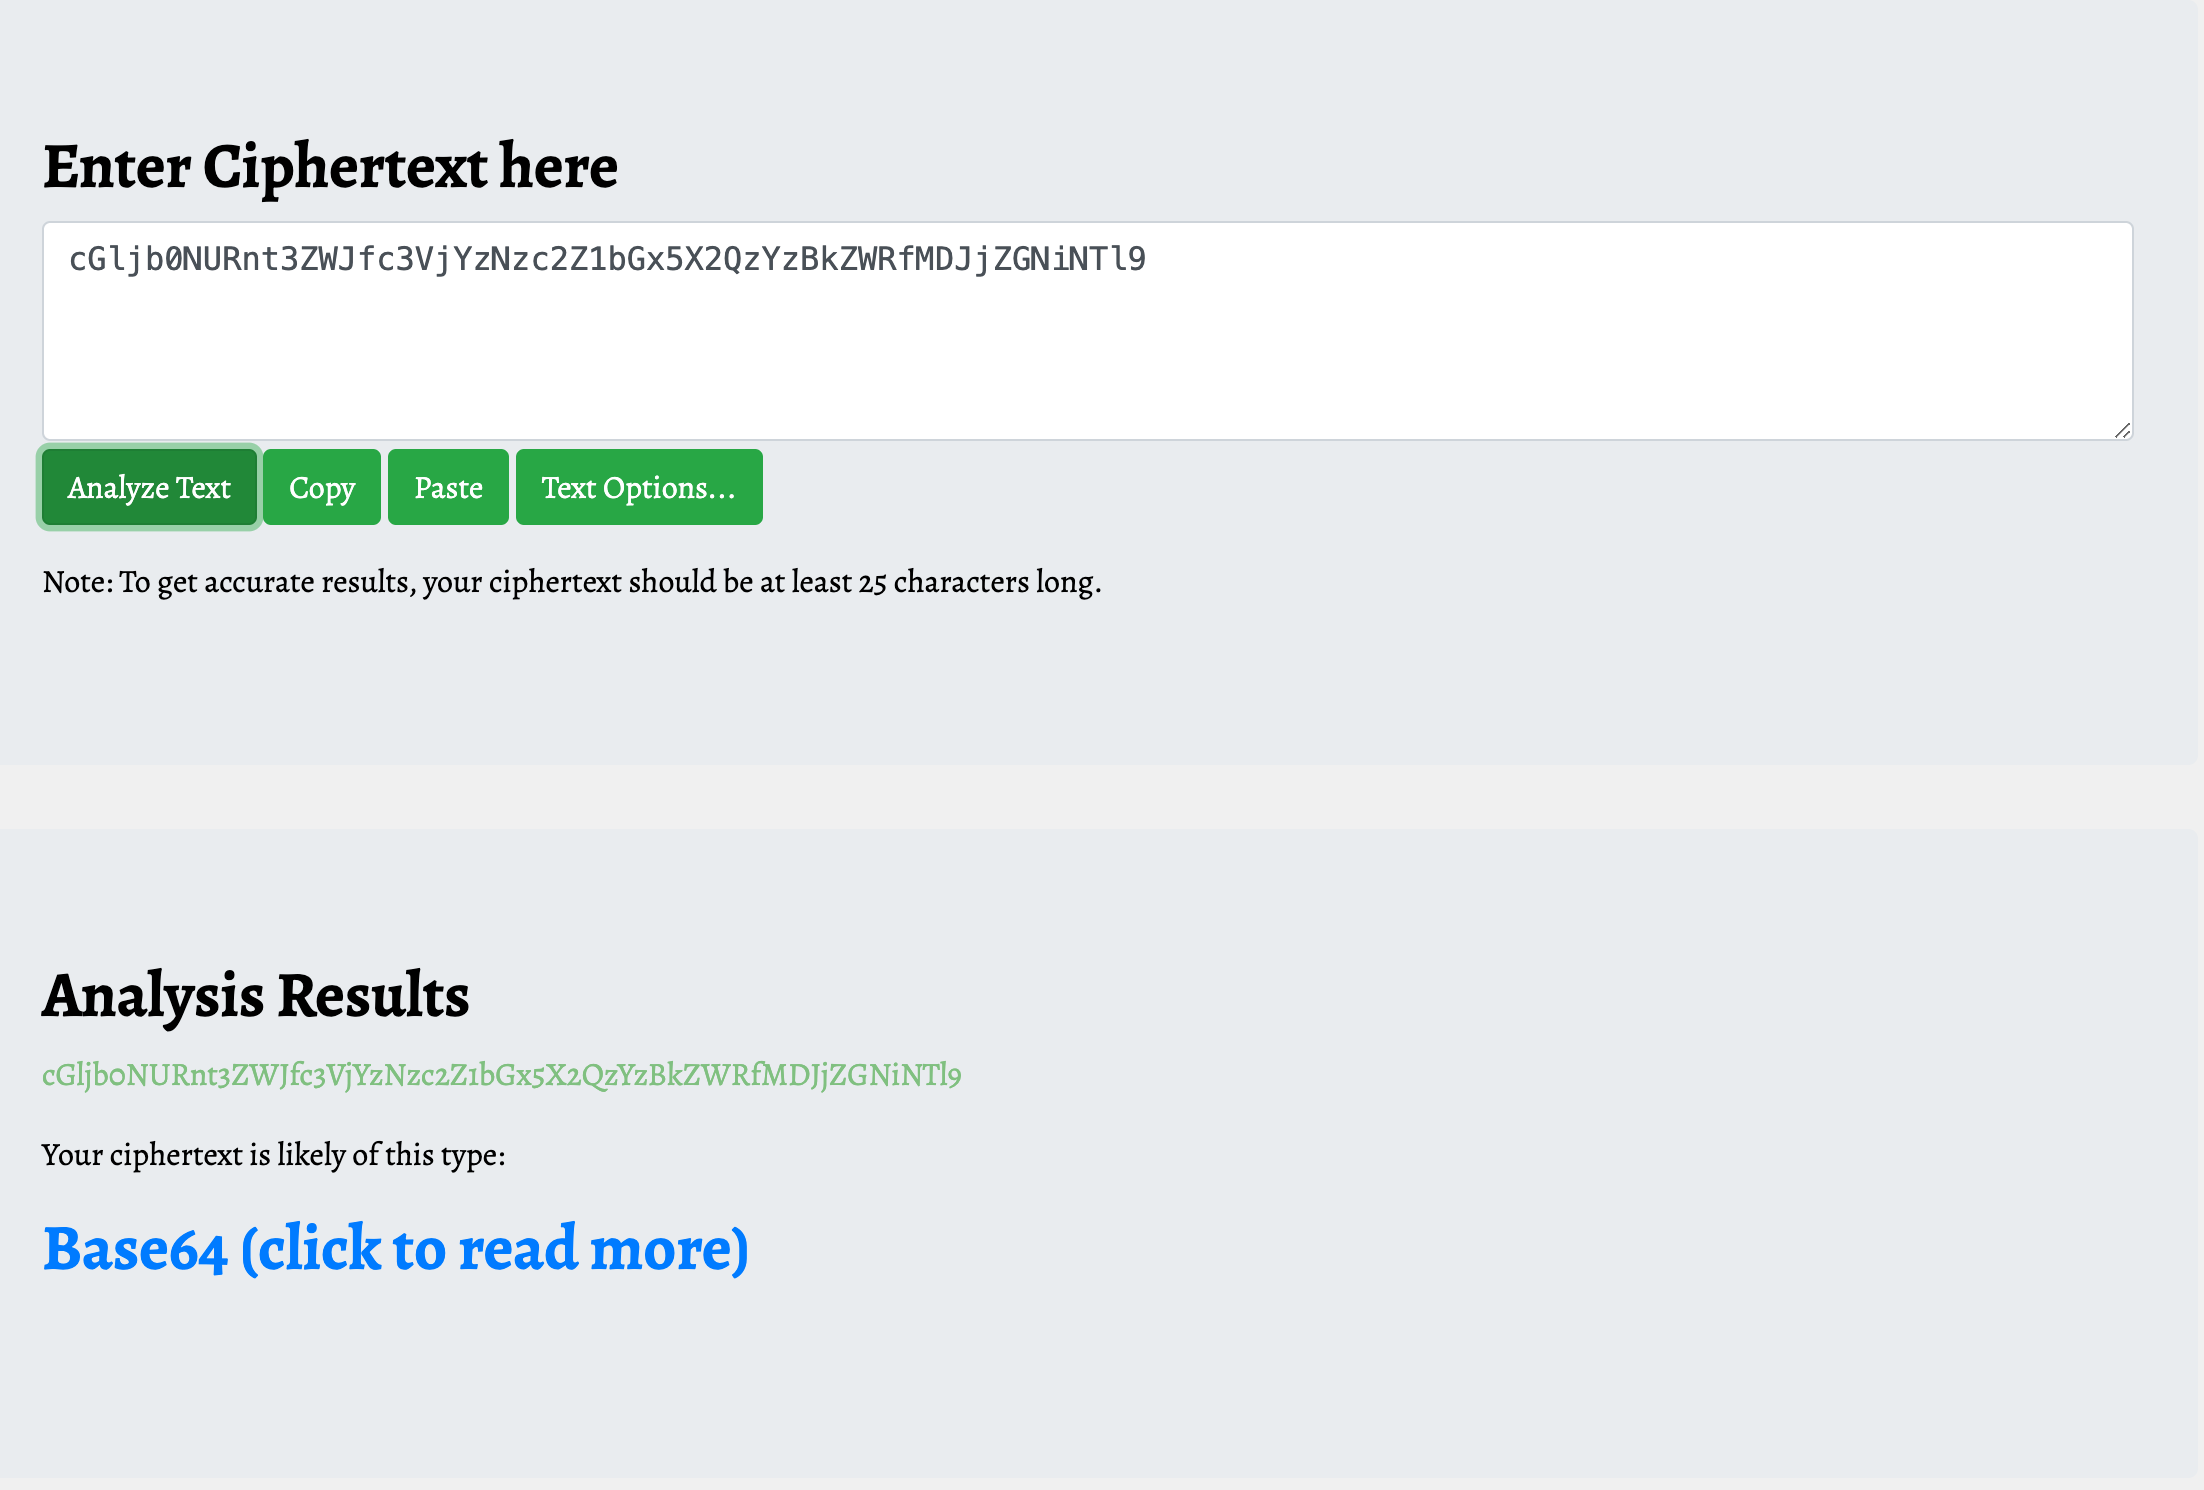 Enter Ciphertext here
cGljb0NURnt3ZWJfc3VjYzNzc2Z1bGx5X2QzYzBkZWRfMDJjZGNiNTl9
Analyze Text Copy Paste Text Options...
Note: To get accurate results, your ciphertext should be at least 25 characters long.
Analysis Results
cGljb0NURnt3ZWJfc3VjYzNzc2Z1bGx5X2QzYzBkZWRfMDJjZGNiNTl9
Your ciphertext is likely of this type:
Base64 (click to read more)